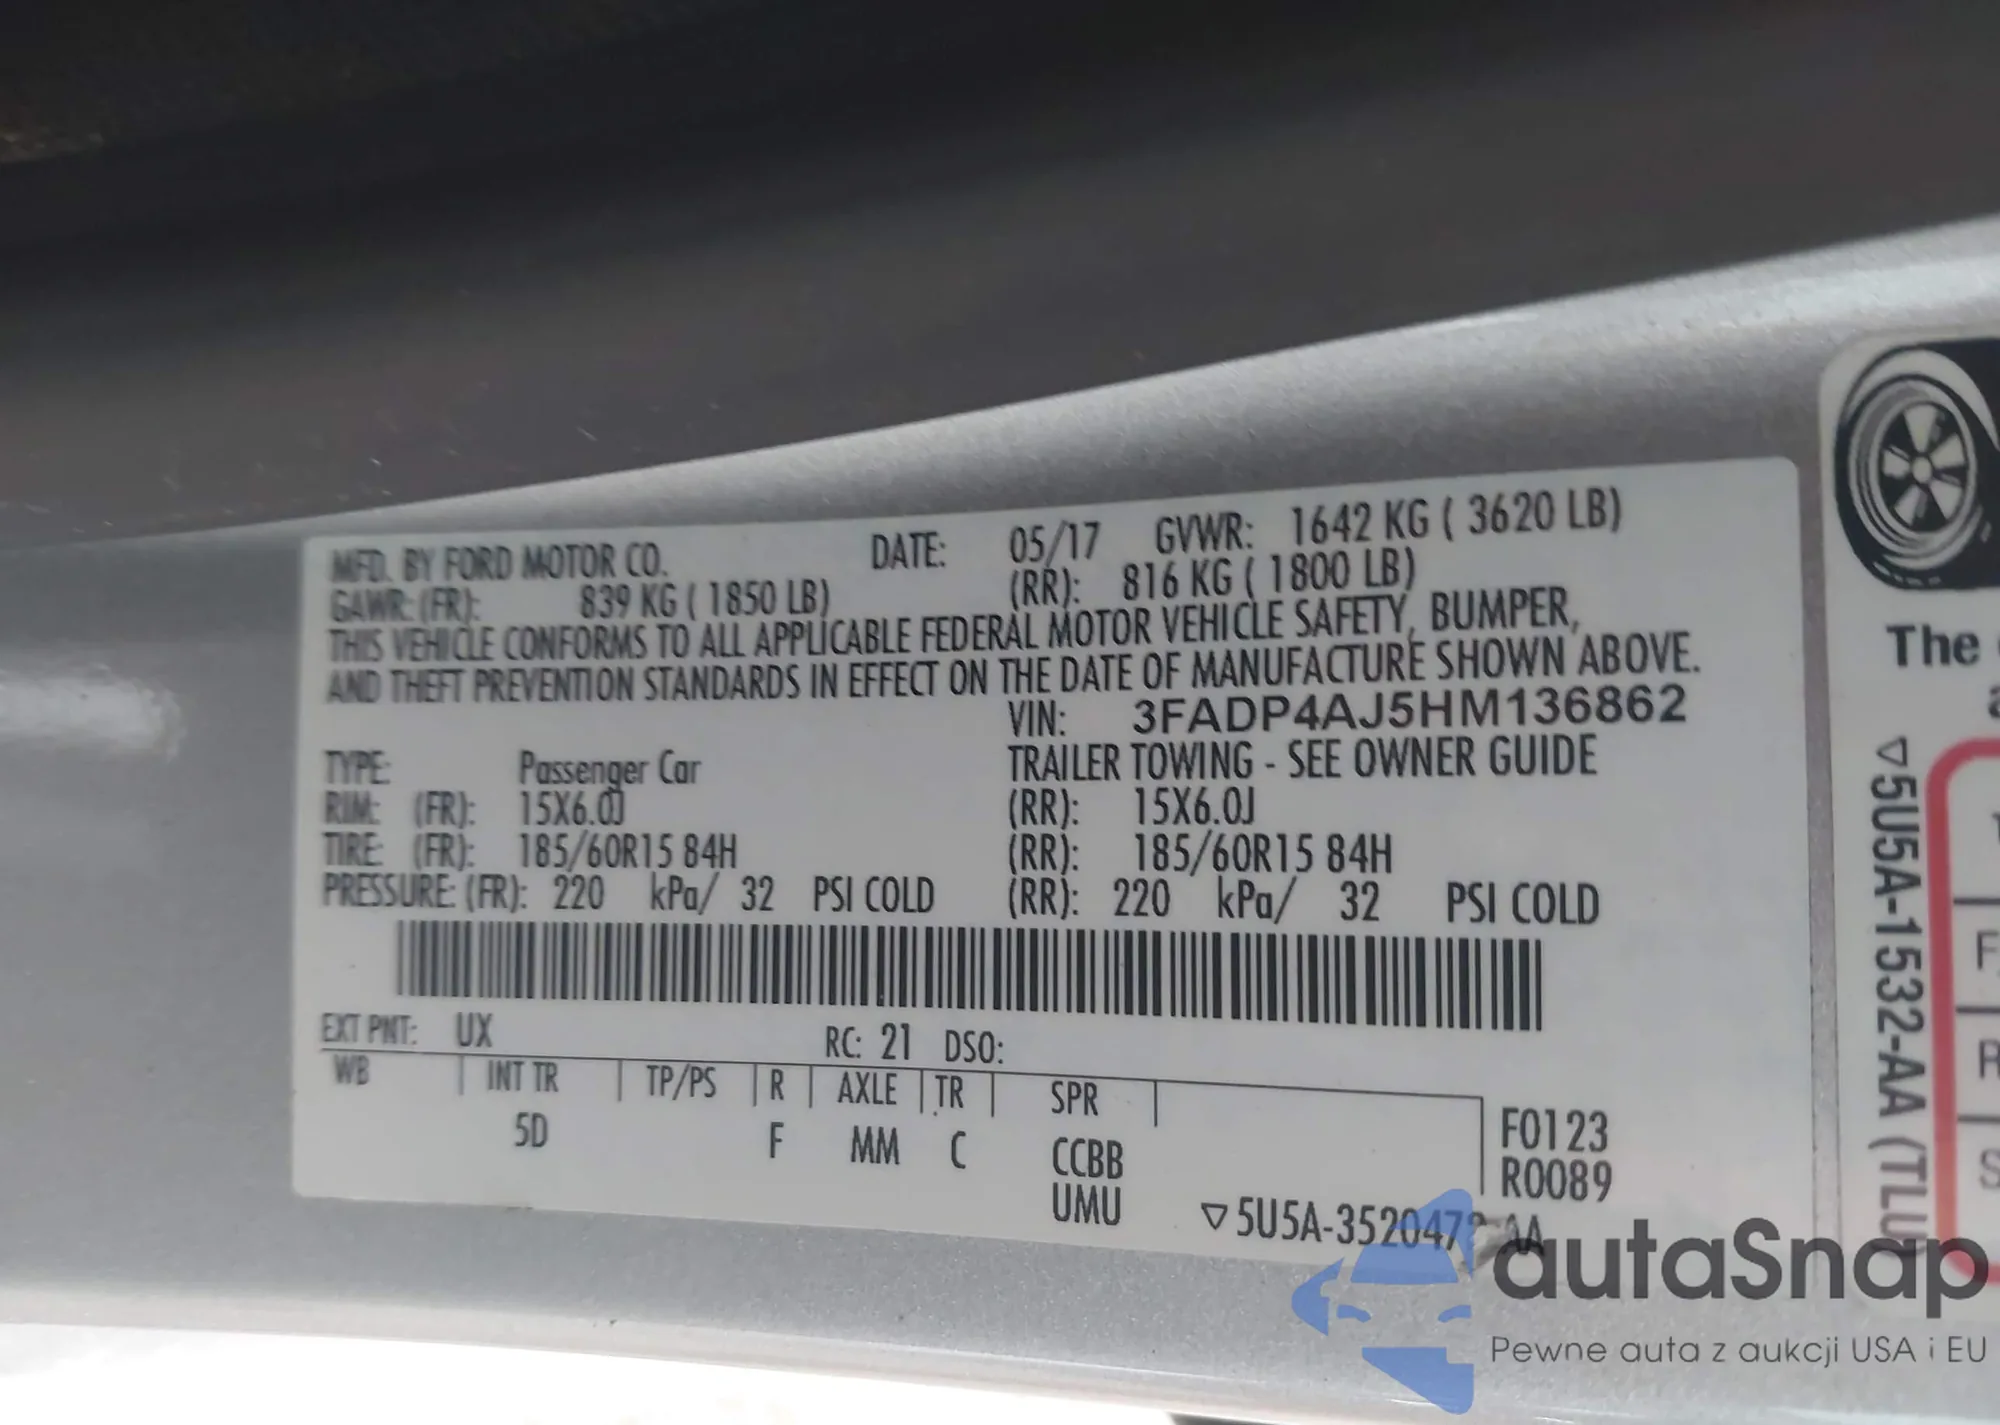 MFD. BY FORD MOTOR CO. DATE: 05/17 GVWR: 1642 KG ( 3620 LB)
GAWR: (FR): 839 KG ( 1850 LB) (RR): 816 KG ( 1800 LB)
THIS VEHICLE CONFORMS TO ALL APPLICABLE FEDERAL MOTOR VEHICLE SAFETY, BUMPER,
AND THEFT PREVENTION STANDARDS IN EFFECT ON THE DATE OF MANUFACTURE SHOWN ABOVE.
VIN: 3FADP4AJ5HM136862
TYPE: Passenger Car TRAILER TOWING - SEE OWNER GUIDE
RIM: (FR): 15X6.0J (RR): 15X6.0J
TIRE: (FR): 185/60R15 84H (RR): 185/60R15 84H
PRESSURE: (FR): 220 kPa/ 32 PSI COLD (RR): 220 kPa/ 32 PSI COLD
EXT PNT: UX RC: 21 DSO:
WB INT TR TP/PS R AXLE TR SPR
5D F MM C CCBB
UMU
F0123
R0089
▽5U5A-3520472-AA
The
▽5U5A-1532-AA (TLU
F
R
S
autaSnap
Pewne auta z aukcji USA i EU